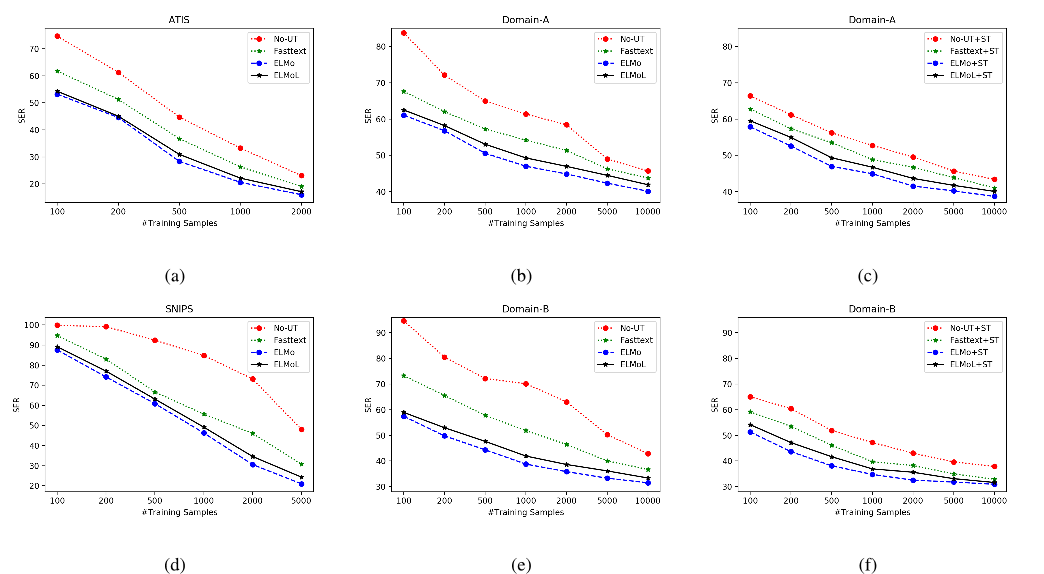 ATIS
SER
70
60
50
40
30
20
No-UT
Fasttext
ELMo
ELMoL
100 200 500 1000 2000
#Training Samples
(a)
Domain-A
SER
80
70
60
50
40
No-UT
Fasttext
ELMo
ELMoL
100 200 500 1000 2000 5000 10000
#Training Samples
(b)
Domain-A
SER
80
70
60
50
40
No-UT+ST
Fasttext+ST
ELMo+ST
ELMoL+ST
100 200 500 1000 2000 5000 10000
#Training Samples
(c)
SNIPS
SER
100
90
80
70
60
50
40
30
20
No-UT
Fasttext
ELMo
ELMoL
100 200 500 1000 2000 5000
#Training Samples
(d)
Domain-B
SER
90
80
70
60
50
40
30
No-UT
Fasttext
ELMo
ELMoL
100 200 500 1000 2000 5000 10000
#Training Samples
(e)
Domain-B
SER
90
80
70
60
50
40
30
No-UT+ST
Fasttext+ST
ELMo+ST
ELMoL+ST
100 200 500 1000 2000 5000 10000
#Training Samples
(f)